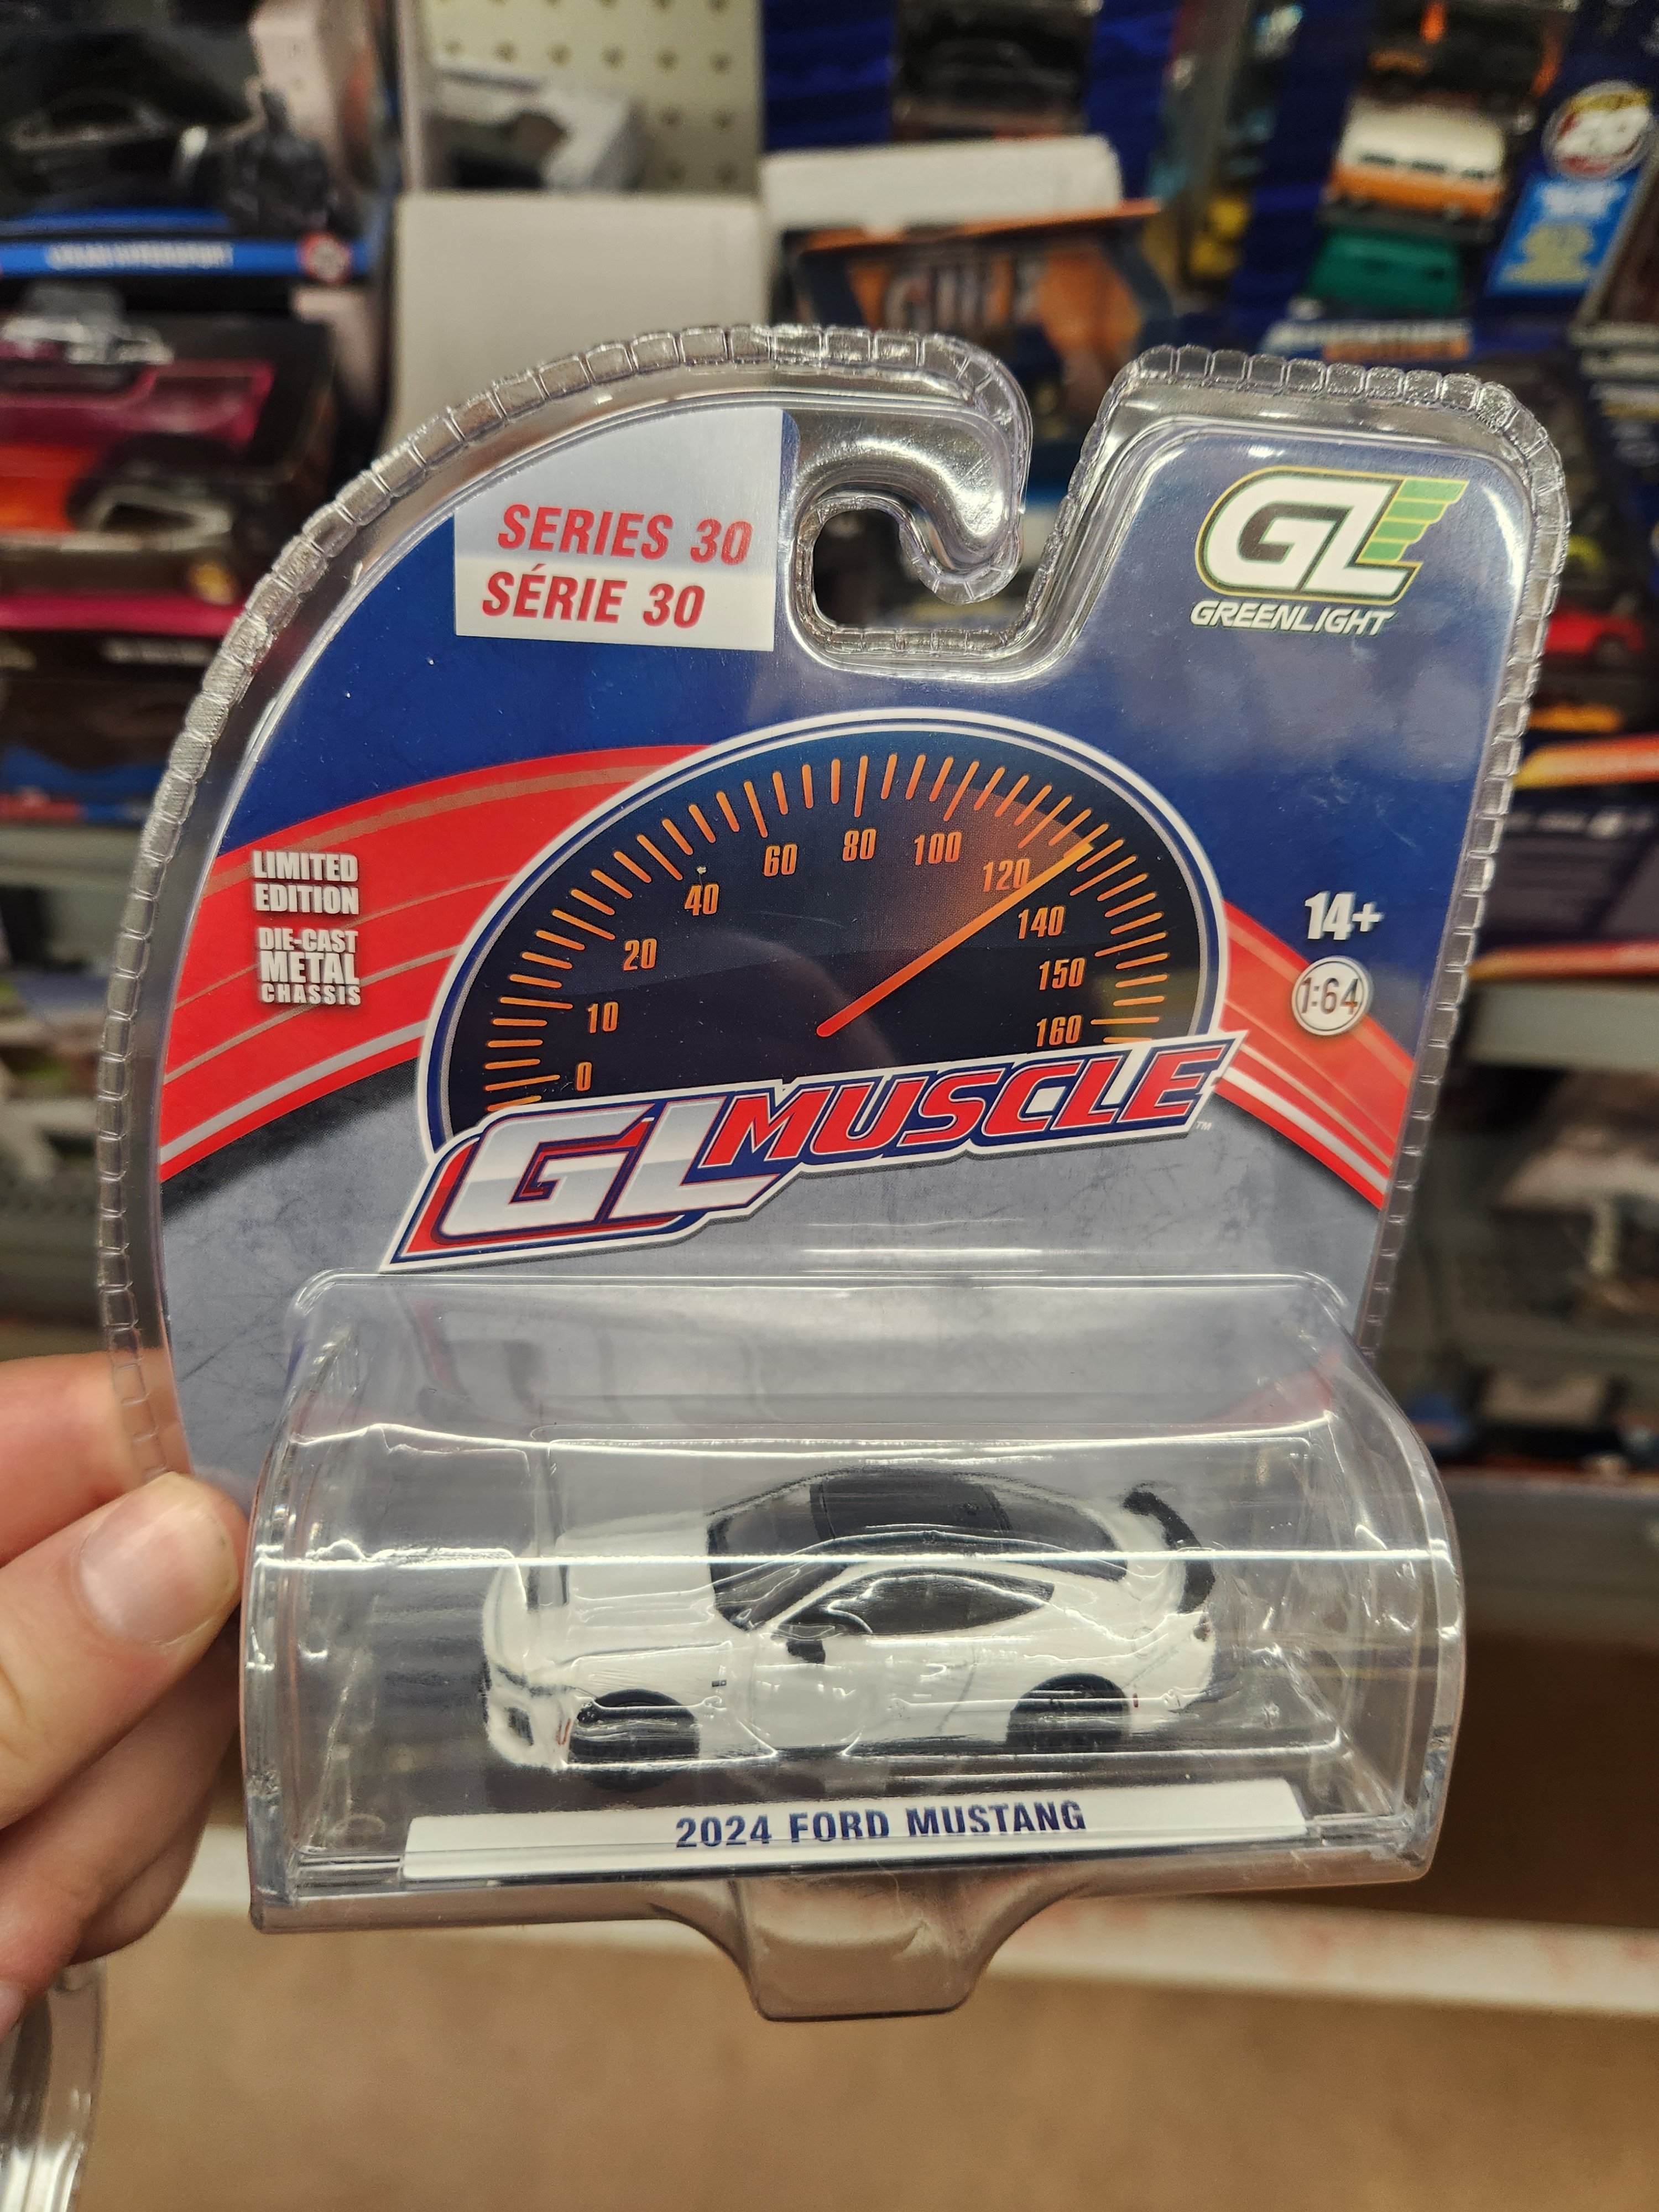 SERIES 30
SÉRIE 30
GL
GREENLIGHT
LIMITED
EDITION
DIE-CAST
METAL
CHASSIS
14+
1:64
0
10
20
40
60
80
100
120
140
150
160
GL MUSCLE™
2024 FORD MUSTANG